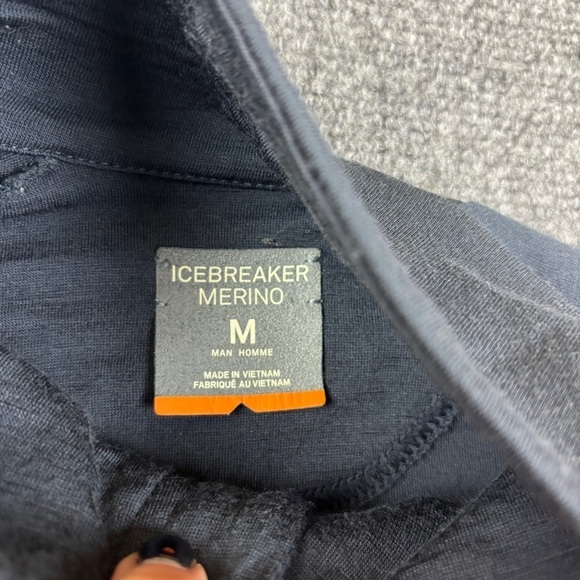 ICEBREAKER
MERINO
M
MAN HOMME
MADE IN VIETNAM
FABRIQUÉ AU VIETNAM